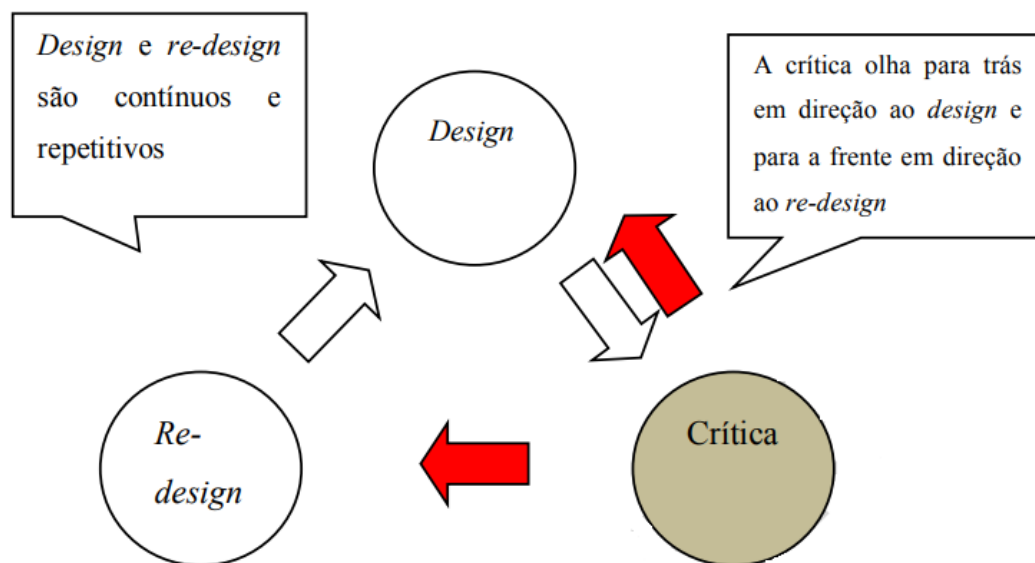 Design e re-design
são contínuos e
repetitivos
Design
A crítica olha para trás
em direção ao design e
para a frente em direção
ao re-design
Re-
design
Crítica